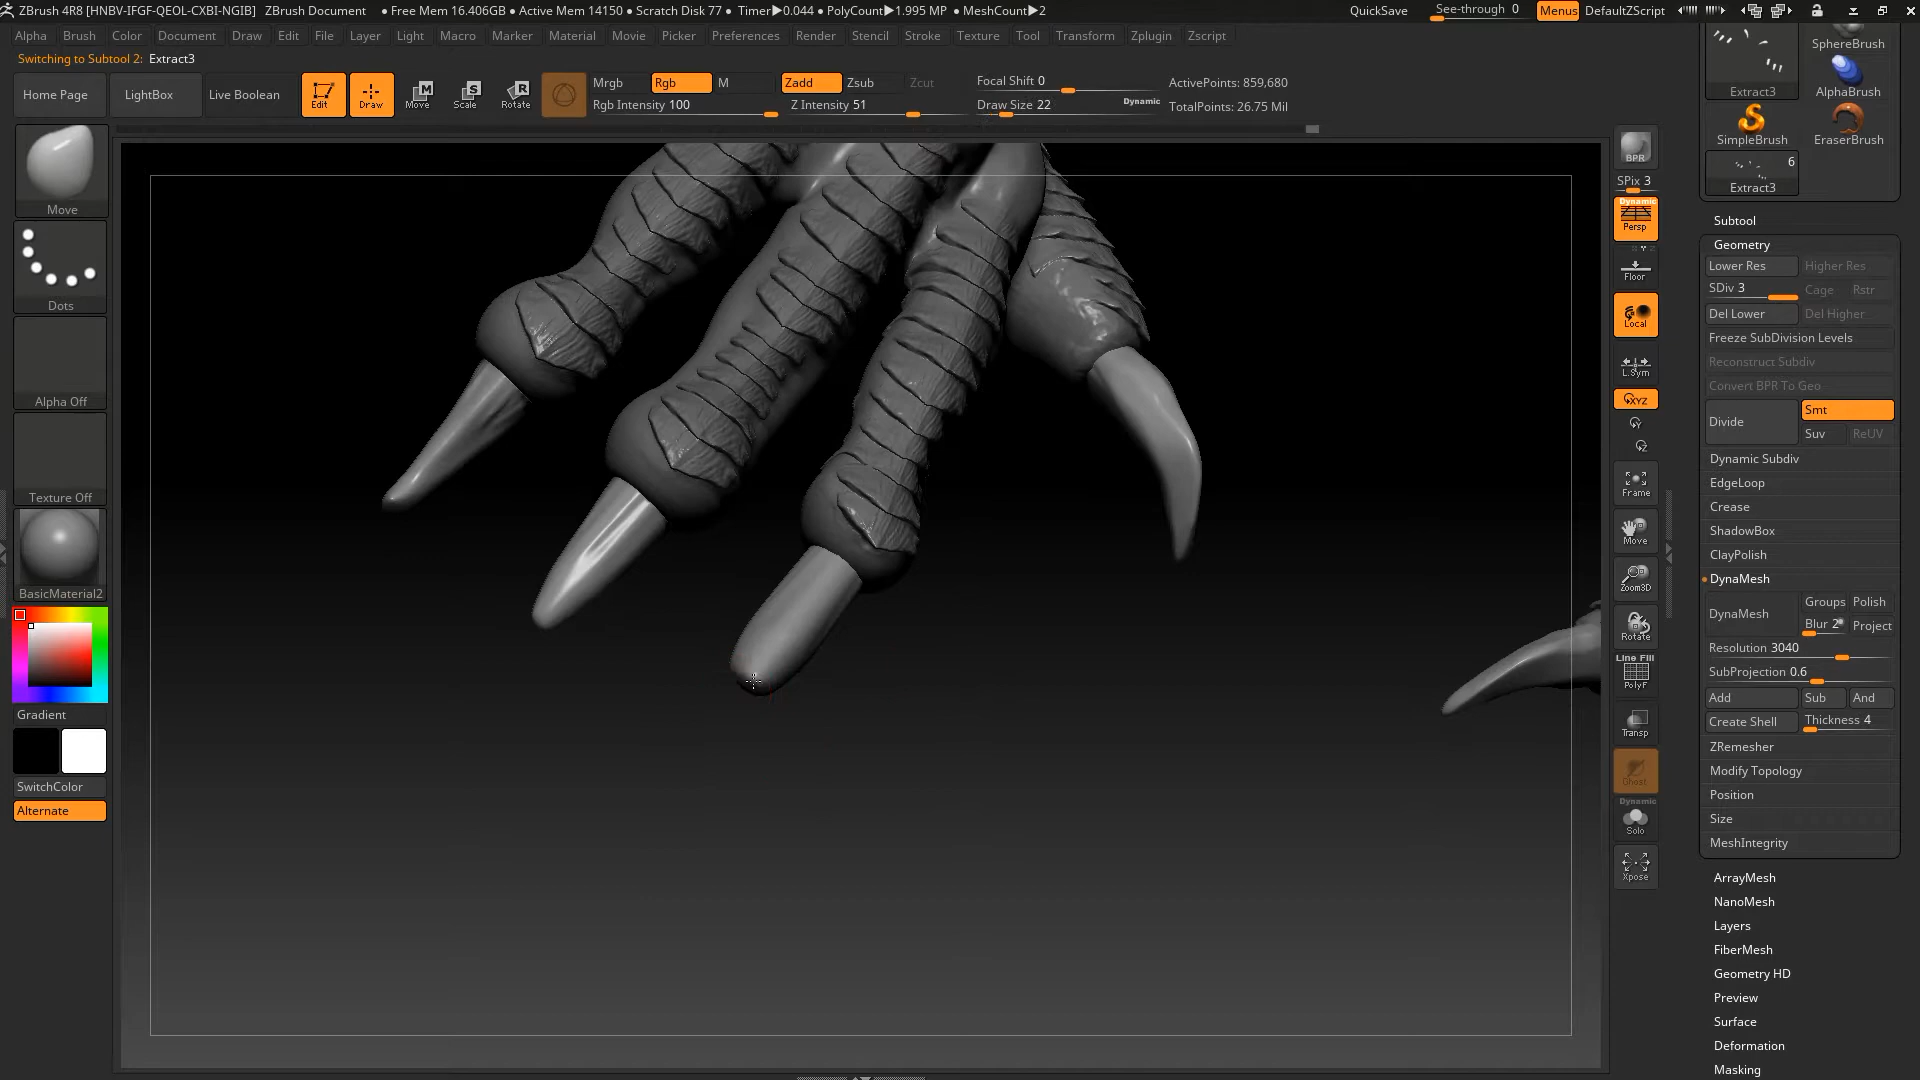 ZBrush 4R8 [HNBV-IFGF-QEOL-CXBI-NGIB] ZBrush Document • Free Mem 16.406GB • Active Mem 14150 • Scratch Disk 77 • Timer▶0.044 • PolyCount▶1.995 MP • MeshCount▶2 QuickSave See-through 0 Menus DefaultZScript
Alpha Brush Color Document Draw Edit File Layer Light Macro Marker Material Movie Picker Preferences Render Stencil Stroke Texture Tool Transform Zplugin Zscript
Switching to Subtool 2: Extract3
Home Page LightBox Live Boolean Edit Draw Move Scale Rotate
M S R
Mrgb Rgb M Zadd Zsub Zcut Focal Shift 0 ActivePoints: 859,680
Rgb Intensity 100 Z Intensity 51 Draw Size 22 Dynamic TotalPoints: 26.75 Mil
Move
Dots
Alpha Off
Texture Off
BasicMaterial2
Gradient
SwitchColor
Alternate
BPR
SPix 3
Dynamic
Persp
Floor
Local
L.Sym
XYZ
Y
Z
Frame
Move
Zoom3D
Rotate
Line Fill
PolyF
Transp
Ghost
Dynamic
Solo
Xpose
SphereBrush
Extract3 AlphaBrush
SimpleBrush EraserBrush
6
Extract3
Subtool
Geometry
Lower Res Higher Res
SDiv 3 Cage Rstr
Del Lower Del Higher
Freeze SubDivision Levels
Reconstruct Subdiv
Convert BPR To Geo
Divide Smt
Suv ReUV
Dynamic Subdiv
EdgeLoop
Crease
ShadowBox
ClayPolish
DynaMesh
DynaMesh Groups Polish
Blur 2 Project
Resolution 3040
SubProjection 0.6
Add Sub And
Create Shell Thickness 4
ZRemesher
Modify Topology
Position
Size
MeshIntegrity
ArrayMesh
NanoMesh
Layers
FiberMesh
Geometry HD
Preview
Surface
Deformation
Masking